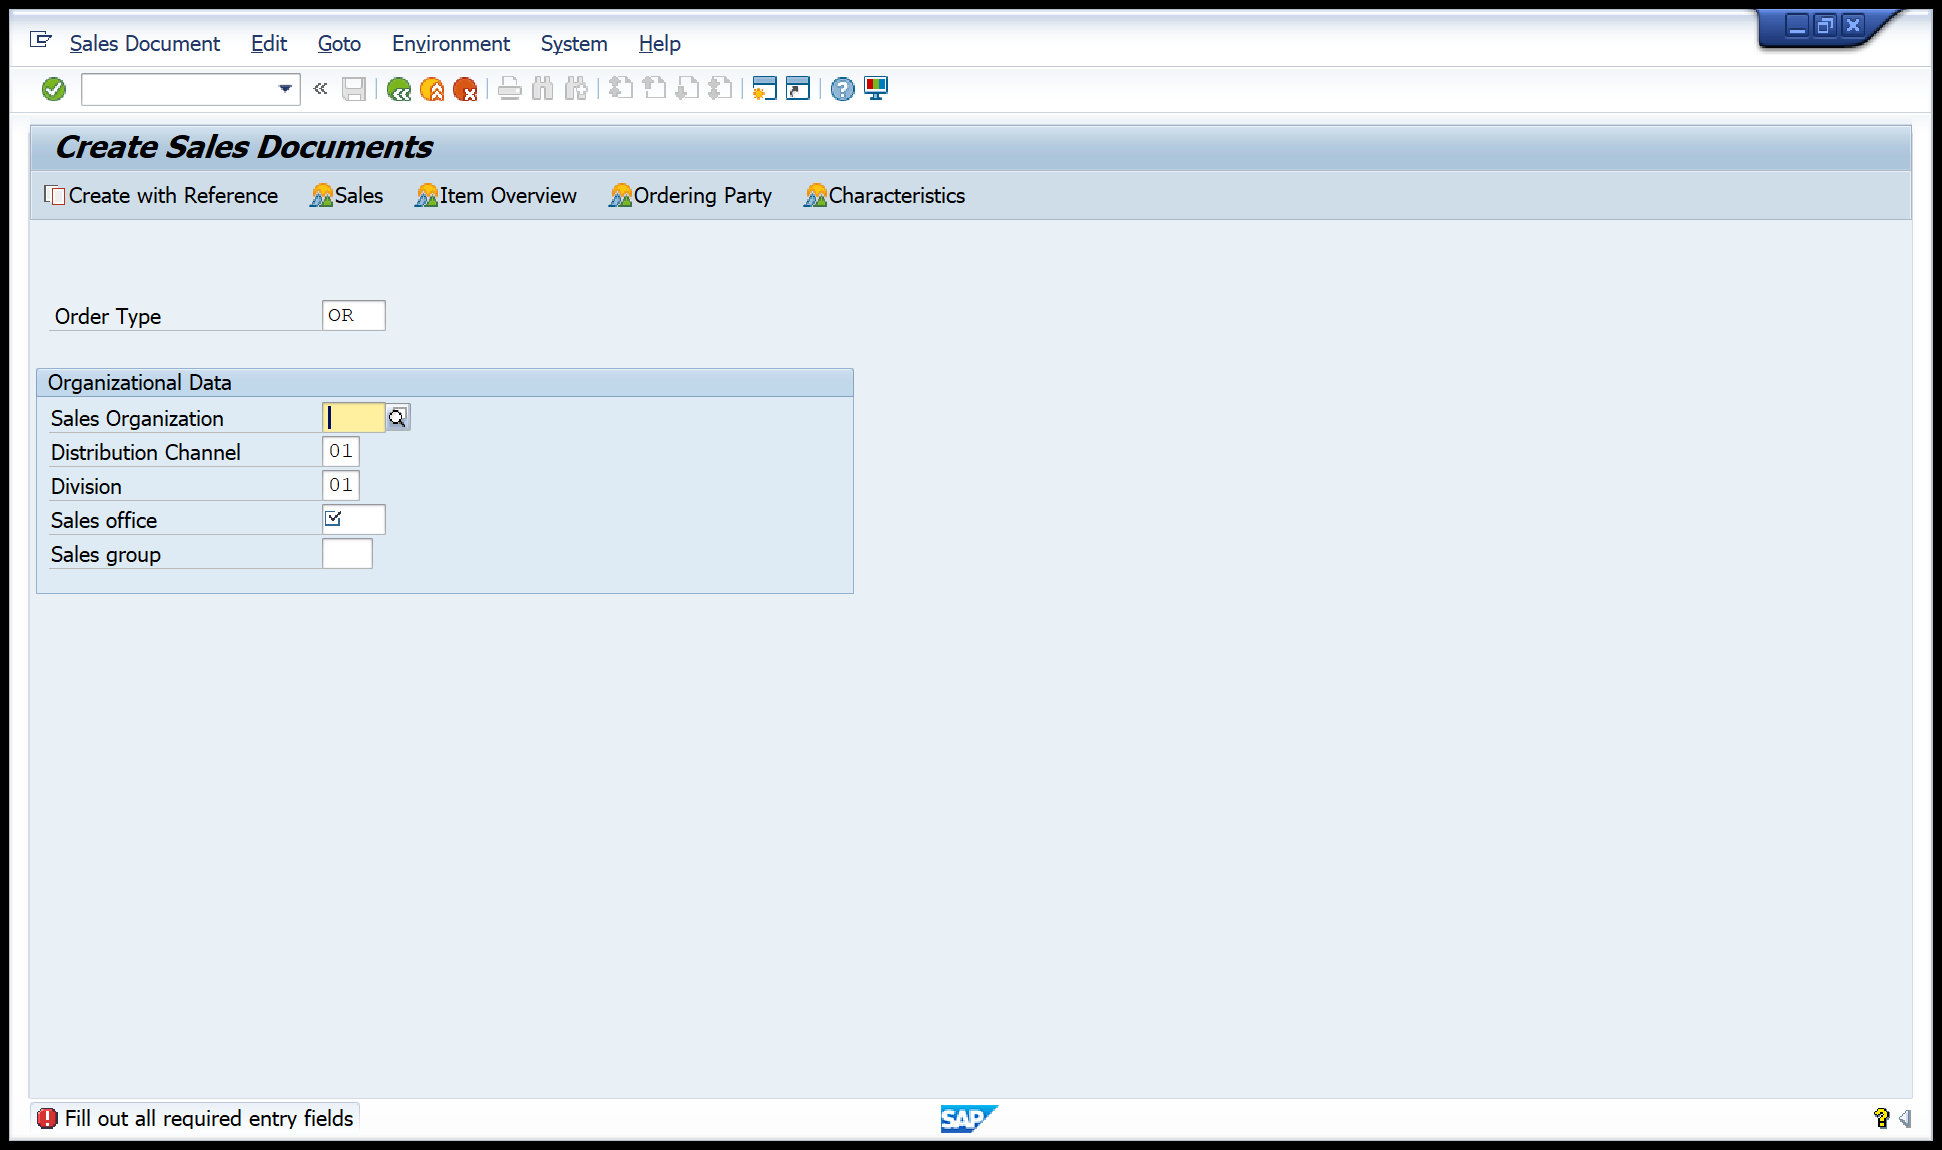 Sales Document Edit Goto Environment System Help
Create Sales Documents
Create with Reference Sales Item Overview Ordering Party Characteristics
Order Type OR
Organizational Data
Sales Organization
Distribution Channel 01
Division 01
Sales office
Sales group
Fill out all required entry fields
SAP